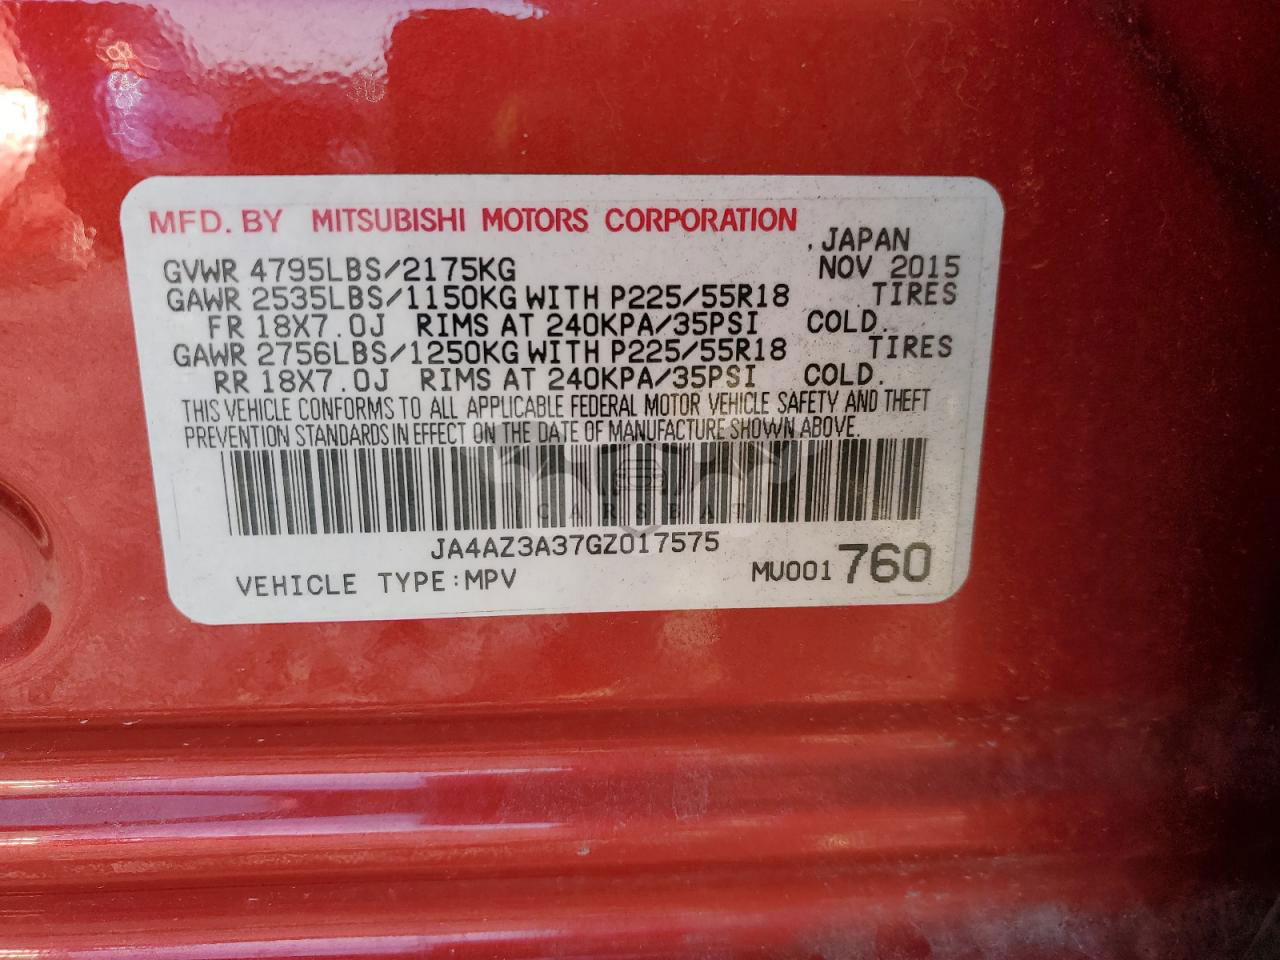 MFD. BY MITSUBISHI MOTORS CORPORATION
, JAPAN
GVWR 4795LBS/2175KG NOV 2015
GAWR 2535LBS/1150KG WITH P225/55R18 TIRES
FR 18X7.0J RIMS AT 240KPA/35PSI COLD.
GAWR 2756LBS/1250KG WITH P225/55R18 TIRES
RR 18X7.0J RIMS AT 240KPA/35PSI COLD.
THIS VEHICLE CONFORMS TO ALL APPLICABLE FEDERAL MOTOR VEHICLE SAFETY AND THEFT
PREVENTION STANDARDS IN EFFECT ON THE DATE OF MANUFACTURE SHOWN ABOVE.
JA4AZ3A37GZ017575
VEHICLE TYPE:MPV MU001 760